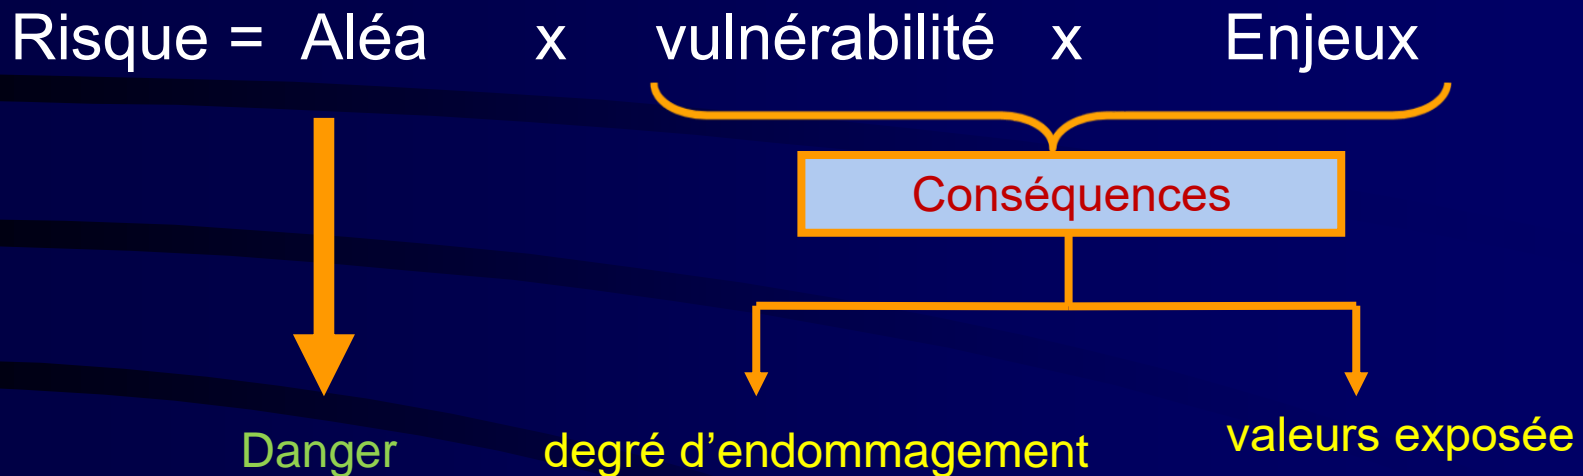 Risque = Aléa x vulnérabilité x Enjeux
Conséquences
Danger degré d'endommagement valeurs exposée